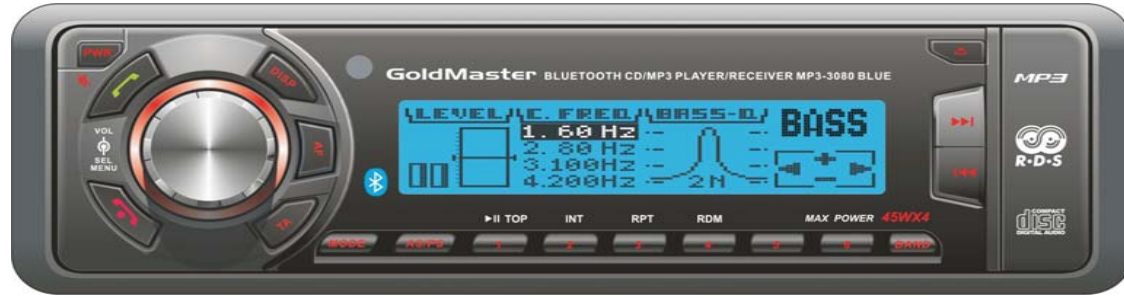 PWR
DISP
AF
TA
VOL
SEL
MENU
GoldMaster BLUETOOTH CD/MP3 PLAYER/RECEIVER MP3-3080 BLUE
LEVEL C. FREQ BASS-Q BASS
1. 60 Hz
2. 80 Hz
3.100Hz
4.200Hz 2N
TOP INT RPT RDM MAX POWER 45WX4
MODE AS/PS 1 2 3 4 5 6 BAND
MP3
R·D·S
COMPACT
disc
DIGITAL AUDIO